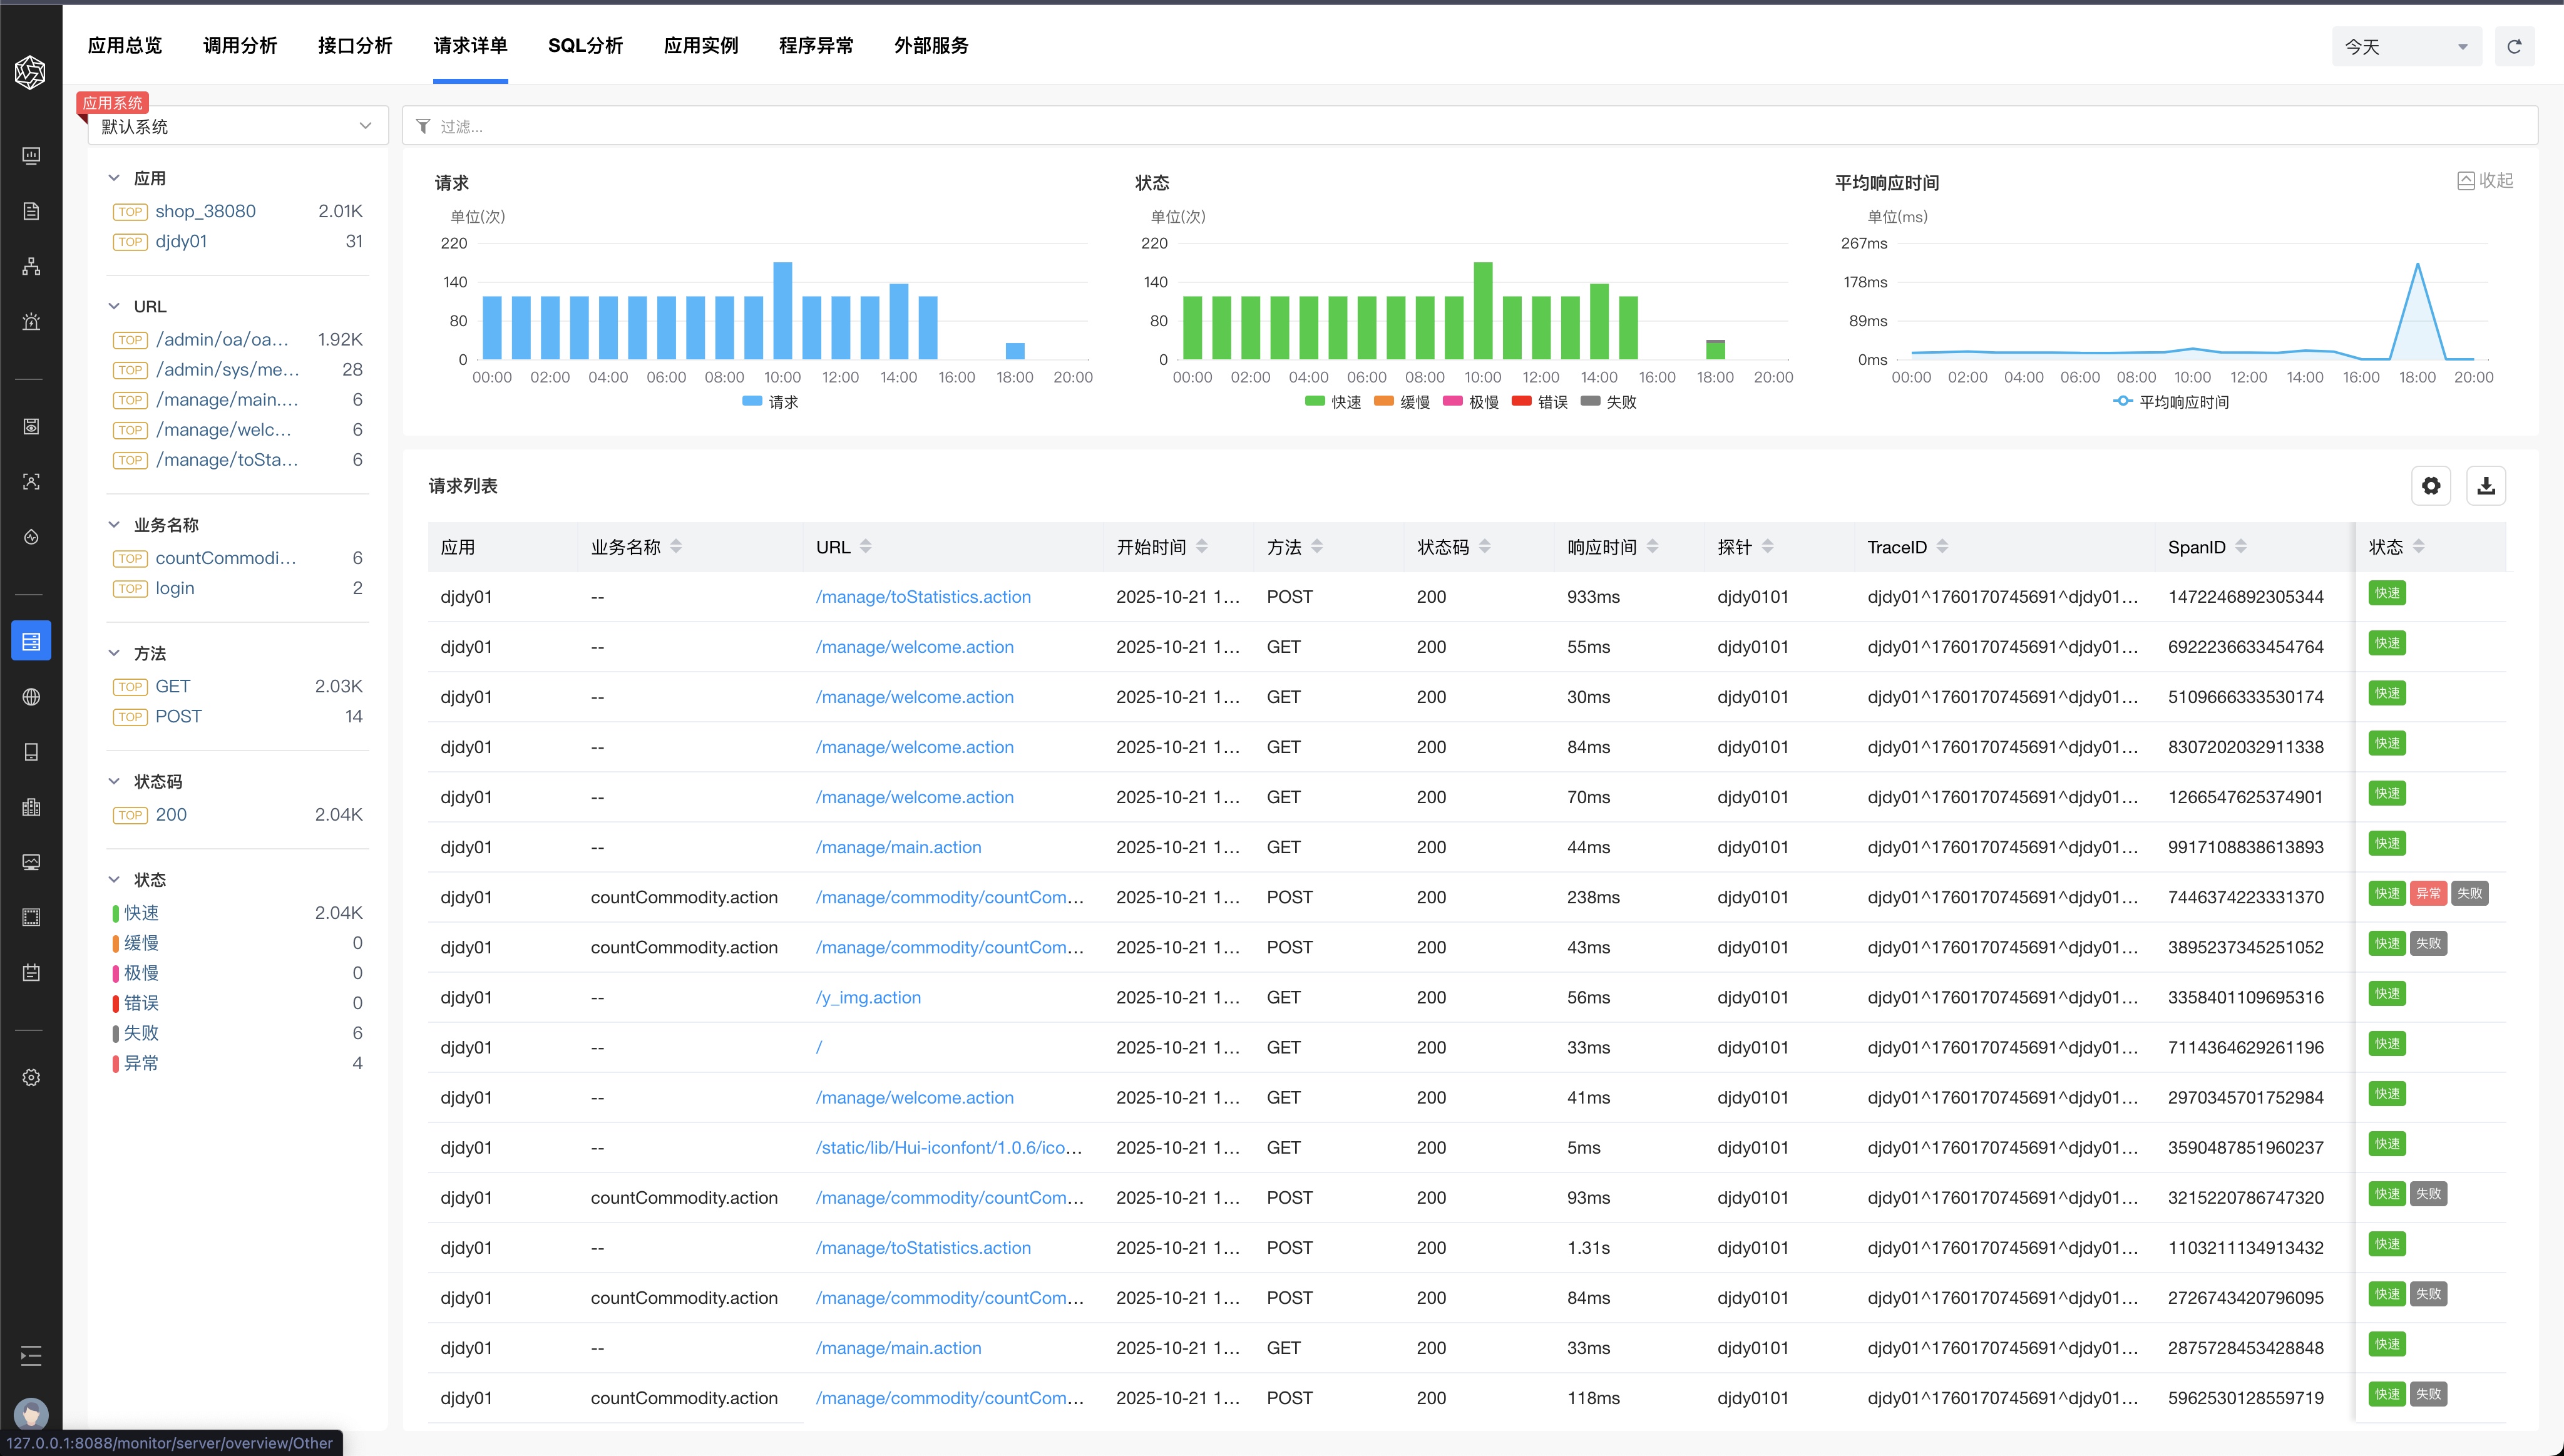 应用总览 调用分析 接口分析 请求详单 SQL分析 应用实例 程序异常 外部服务 今天
应用系统
默认系统
过滤...
应用
TOP shop_38080 2.01K
TOP djdy01 31
URL
TOP /admin/oa/oa... 1.92K
TOP /admin/sys/me... 28
TOP /manage/main.... 6
TOP /manage/welc... 6
TOP /manage/toSta... 6
业务名称
TOP countCommodi... 6
TOP login 2
方法
TOP GET 2.03K
TOP POST 14
状态码
TOP 200 2.04K
状态
快速 2.04K
缓慢 0
极慢 0
错误 0
失败 6
异常 4
请求
单位(次)
220
140
80
0
00:00 02:00 04:00 06:00 08:00 10:00 12:00 14:00 16:00 18:00 20:00
请求
状态
单位(次)
220
140
80
0
00:00 02:00 04:00 06:00 08:00 10:00 12:00 14:00 16:00 18:00 20:00
快速 缓慢 极慢 错误 失败
平均响应时间
收起
单位(ms)
267ms
178ms
89ms
0ms
00:00 02:00 04:00 06:00 08:00 10:00 12:00 14:00 16:00 18:00 20:00
平均响应时间
请求列表
应用 业务名称 URL 开始时间 方法 状态码 响应时间 探针 TraceID SpanID 状态
djdy01 -- /manage/toStatistics.action 2025-10-21 1... POST 200 933ms djdy0101 djdy01^1760170745691^djdy01... 1472246892305344 快速
djdy01 -- /manage/welcome.action 2025-10-21 1... GET 200 55ms djdy0101 djdy01^1760170745691^djdy01... 6922236633454764 快速
djdy01 -- /manage/welcome.action 2025-10-21 1... GET 200 30ms djdy0101 djdy01^1760170745691^djdy01... 5109666333530174 快速
djdy01 -- /manage/welcome.action 2025-10-21 1... GET 200 84ms djdy0101 djdy01^1760170745691^djdy01... 8307202032911338 快速
djdy01 -- /manage/welcome.action 2025-10-21 1... GET 200 70ms djdy0101 djdy01^1760170745691^djdy01... 1266547625374901 快速
djdy01 -- /manage/main.action 2025-10-21 1... GET 200 44ms djdy0101 djdy01^1760170745691^djdy01... 9917108838613893 快速
djdy01 countCommodity.action /manage/commodity/countCom... 2025-10-21 1... POST 200 238ms djdy0101 djdy01^1760170745691^djdy01... 7446374223331370 快速 异常 失败
djdy01 countCommodity.action /manage/commodity/countCom... 2025-10-21 1... POST 200 43ms djdy0101 djdy01^1760170745691^djdy01... 3895237345251052 快速 失败
djdy01 -- /y_img.action 2025-10-21 1... GET 200 56ms djdy0101 djdy01^1760170745691^djdy01... 3358401109695316 快速
djdy01 -- / 2025-10-21 1... GET 200 33ms djdy0101 djdy01^1760170745691^djdy01... 7114364629261196 快速
djdy01 -- /manage/welcome.action 2025-10-21 1... GET 200 41ms djdy0101 djdy01^1760170745691^djdy01... 2970345701752984 快速
djdy01 -- /static/lib/Hui-iconfont/1.0.6/ico... 2025-10-21 1... GET 200 5ms djdy0101 djdy01^1760170745691^djdy01... 3590487851960237 快速
djdy01 countCommodity.action /manage/commodity/countCom... 2025-10-21 1... POST 200 93ms djdy0101 djdy01^1760170745691^djdy01... 3215220786747320 快速 失败
djdy01 -- /manage/toStatistics.action 2025-10-21 1... POST 200 1.31s djdy0101 djdy01^1760170745691^djdy01... 1103211134913432 快速
djdy01 countCommodity.action /manage/commodity/countCom... 2025-10-21 1... POST 200 84ms djdy0101 djdy01^1760170745691^djdy01... 2726743420796095 快速 失败
djdy01 -- /manage/main.action 2025-10-21 1... GET 200 33ms djdy0101 djdy01^1760170745691^djdy01... 2875728453428848 快速
djdy01 countCommodity.action /manage/commodity/countCom... 2025-10-21 1... POST 200 118ms djdy0101 djdy01^1760170745691^djdy01... 5962530128559719 快速 失败
127.0.0.1:8088/monitor/server/overview/Other